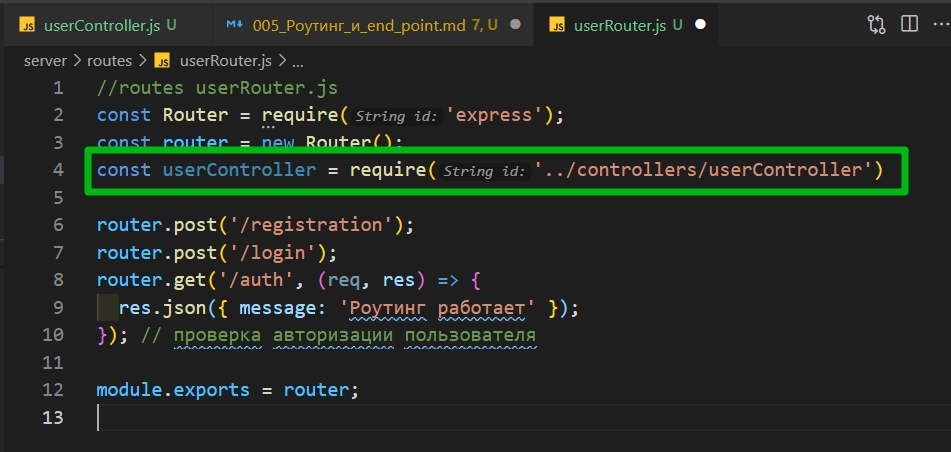 JS userController.js U
005_Роутинг_и_end_point.md 7, U
JS userRouter.js U
server > routes > JS userRouter.js > ...
1 //routes userRouter.js
2 const Router = require(String id: 'express');
3 const router = new Router();
4 const userController = require(String id: '../controllers/userController')
5
6 router.post('/registration');
7 router.post('/login');
8 router.get('/auth', (req, res) => {
9 res.json({ message: 'Роутинг работает' });
10 }); // проверка авторизации пользователя
11
12 module.exports = router;
13